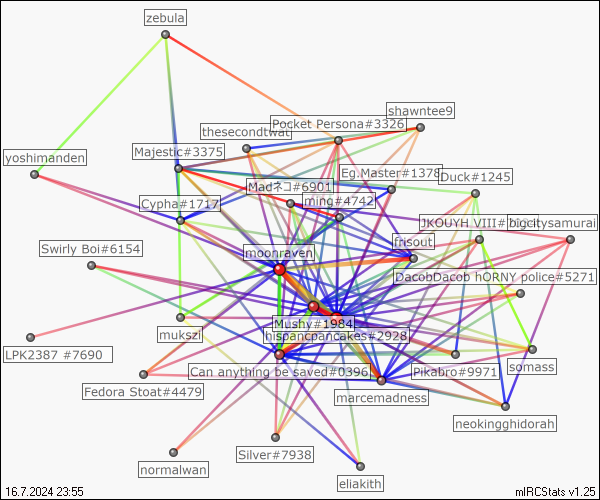 zebula
shawntee9
Pocket Persona#3326
thesecondtwat
Majestic#3375
yoshimanden
Eg.Master#1378
Duck#1245
Madネコ#6901
ming#4742
Cypha#1717
JKOUYH_VIII#
bigcitysamurai
frisout
Swirly Boi#6154
moonraven
DacobDacob hORNY police#5271
Mushy#1984
mukszi
hispancpancakes#2928
LPK2387 #7690
somass
Can anything be saved#0396
Pikabro#9971
Fedora Stoat#4479
marcemadness
neokingghidorah
Silver#7938
normalwan
eliakith
16.7.2024 23:55
mIRCStats v1.25